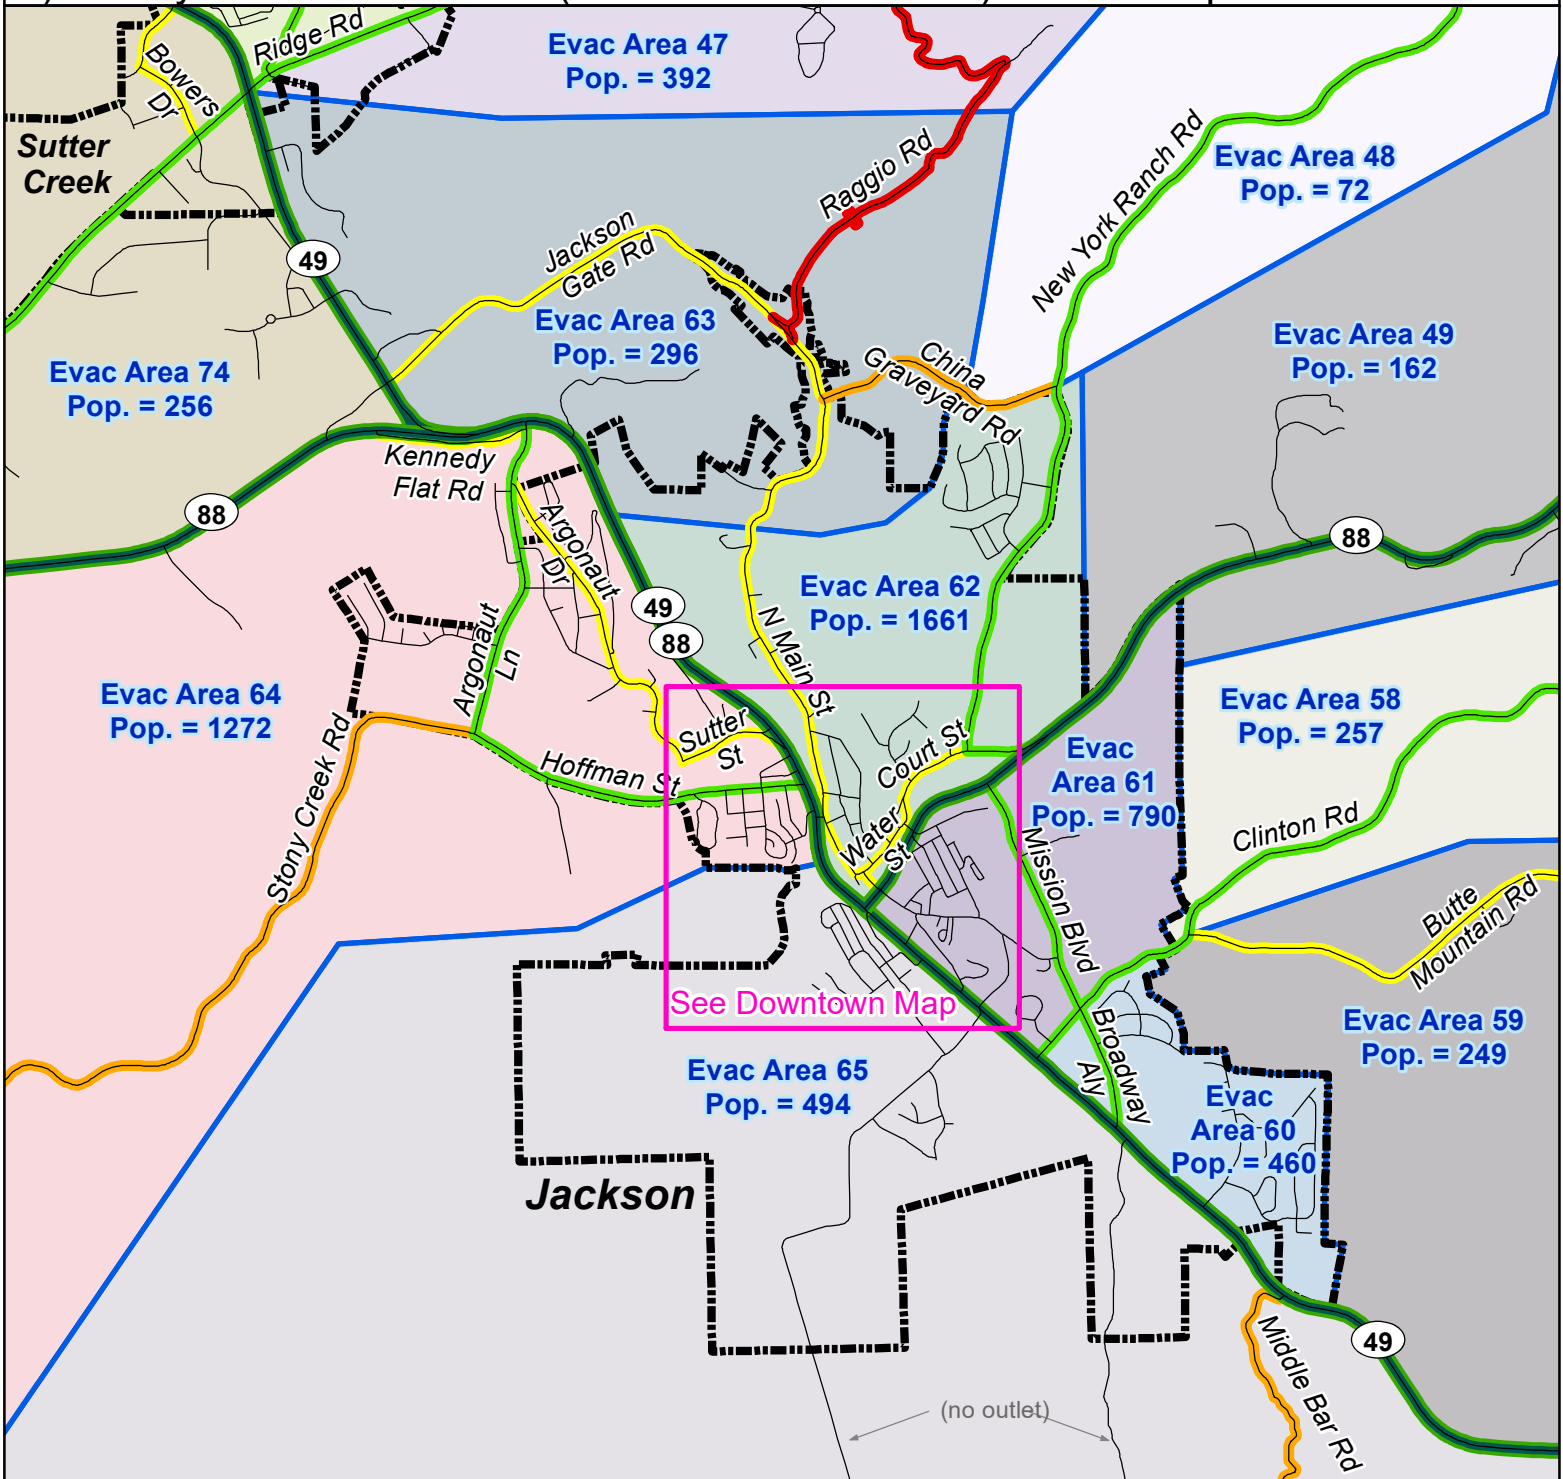 Ridge Rd
Bowers
Dr
Evac Area 47
Pop. = 392
Sutter
Creek
Raggio Rd
New York Ranch Rd
Evac Area 48
Pop. = 72
49
Jackson
Gate Rd
Evac Area 63
Pop. = 296
China
Graveyard Rd
Evac Area 49
Pop. = 162
Evac Area 74
Pop. = 256
Kennedy
Flat Rd
88
Argonaut
Dr
88
49
88
Evac Area 62
Pop. = 1661
N Main St
Argonaut
Ln
Evac Area 64
Pop. = 1272
Stony Creek Rd
Sutter
St
Hoffman St
Court St
Water
St
Evac
Area 61
Pop. = 790
Evac Area 58
Pop. = 257
Clinton Rd
Mission Blvd
Butte
Mountain Rd
See Downtown Map
Evac Area 65
Pop. = 494
Broadway
Aly
Evac Area 59
Pop. = 249
Evac
Area 60
Pop. = 460
Jackson
49
Middle Bar Rd
(no outlet)